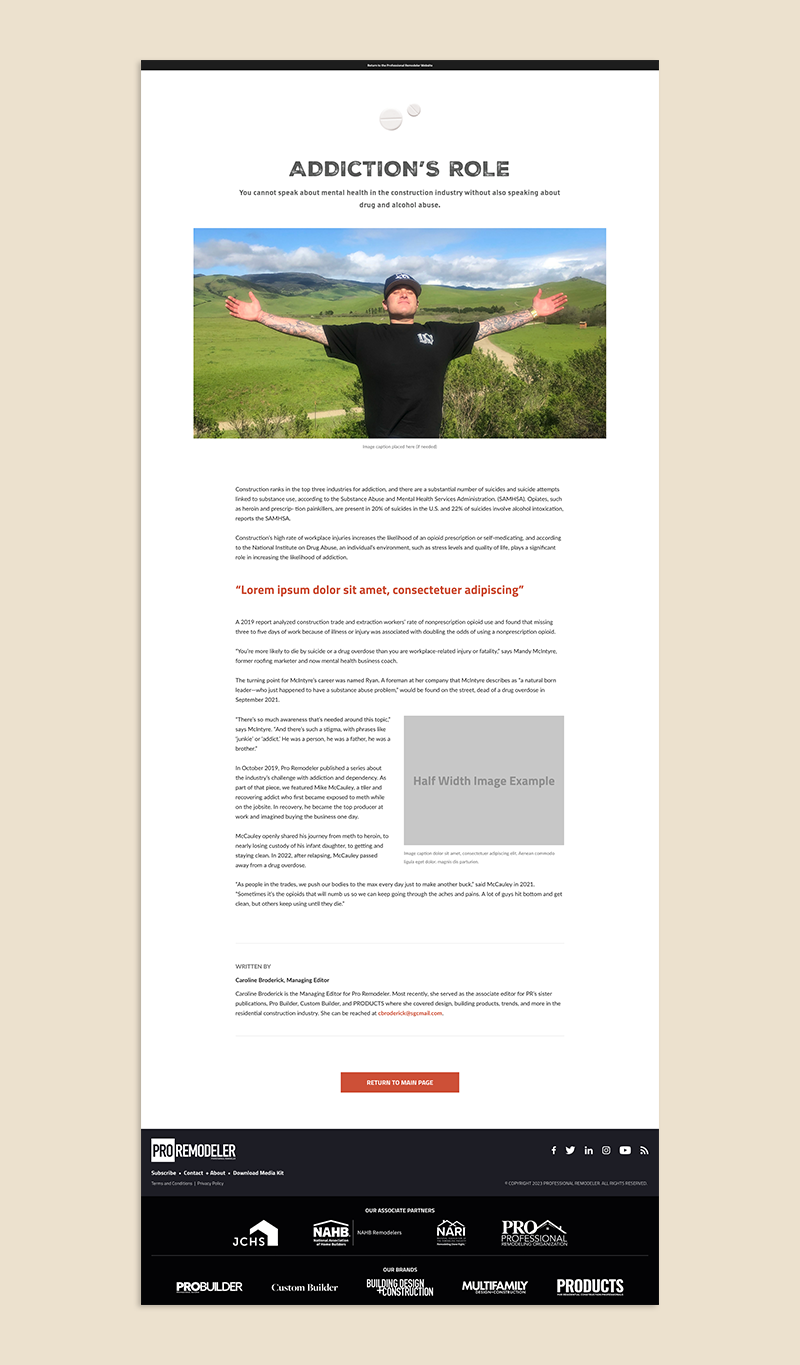 Return to the Professional Remodeler Website
ADDICTION'S ROLE
You cannot speak about mental health in the construction industry without also speaking about
drug and alcohol abuse.
Image caption placed here (if needed)
Construction ranks in the top three industries for addiction, and there are a substantial number of suicides and suicide attempts
linked to substance use, according to the Substance Abuse and Mental Health Services Administration. (SAMHSA). Opiates, such
as heroin and prescrip- tion painkillers, are present in 20% of suicides in the U.S. and 22% of suicides involve alcohol intoxication,
reports the SAMHSA.
Construction's high rate of workplace injuries increases the likelihood of an opioid prescription or self-medicating, and according
to the National Institute on Drug Abuse, an individual's environment, such as stress levels and quality of life, plays a significant
role in increasing the likelihood of addiction.
"Lorem ipsum dolor sit amet, consectetuer adipiscing"
A 2019 report analyzed construction trade and extraction workers' rate of nonprescription opioid use and found that missing
three to five days of work because of illness or injury was associated with doubling the odds of using a nonprescription opioid.
"You're more likely to die by suicide or a drug overdose than you are workplace-related injury or fatality," says Mandy McIntyre,
former roofing marketer and now mental health business coach.
The turning point for McIntyre's career was named Ryan. A foreman at her company that McIntyre describes as "a natural born
leader—who just happened to have a substance abuse problem," would be found on the street, dead of a drug overdose in
September 2021.
"There's so much awareness that's needed around this topic,"
says McIntyre. "And there's such a stigma, with phrases like
'junkie' or 'addict.' He was a person, he was a father, he was a
brother."
In October 2019, Pro Remodeler published a series about
the industry's challenge with addiction and dependency. As
part of that piece, we featured Mike McCauley, a tiler and
recovering addict who first became exposed to meth while
on the jobsite. In recovery, he became the top producer at
work and imagined buying the business one day.
McCauley openly shared his journey from meth to heroin, to
nearly losing custody of his infant daughter, to getting and
staying clean. In 2022, after relapsing, McCauley passed
away from a drug overdose.
Half Width Image Example
Image caption dolor sit amet, consectetuer adipiscing elit. Aenean commodo
ligula eget dolor. magnis dis parturien.
"As people in the trades, we push our bodies to the max every day just to make another buck," said McCauley in 2021.
"Sometimes it's the opioids that will numb us so we can keep going through the aches and pains. A lot of guys hit bottom and get
clean, but others keep using until they die."
WRITTEN BY
Caroline Broderick, Managing Editor
Caroline Broderick is the Managing Editor for Pro Remodeler. Most recently, she served as the associate editor for PR's sister
publications, Pro Builder, Custom Builder, and PRODUCTS where she covered design, building products, trends, and more in the
residential construction industry. She can be reached at cbroderick@sgcmail.com.
RETURN TO MAIN PAGE
PRO REMODELER
Subscribe • Contact • About • Download Media Kit
Terms and Conditions | Privacy Policy
© COPYRIGHT 2023 PROFESSIONAL REMODELER. ALL RIGHTS RESERVED.
OUR ASSOCIATE PARTNERS
JCHS
NAHB
National Association
of Home Builders
NAHB Remodelers
NARI
Remodeling Done Right.
PRO
PROFESSIONAL
REMODELING ORGANIZATION
OUR BRANDS
PROBUILDER
Custom Builder
BUILDING DESIGN
+CONSTRUCTION
MULTIFAMILY
DESIGN+CONSTRUCTION
PRODUCTS
FOR RESIDENTIAL CONSTRUCTION PROFESSIONALS